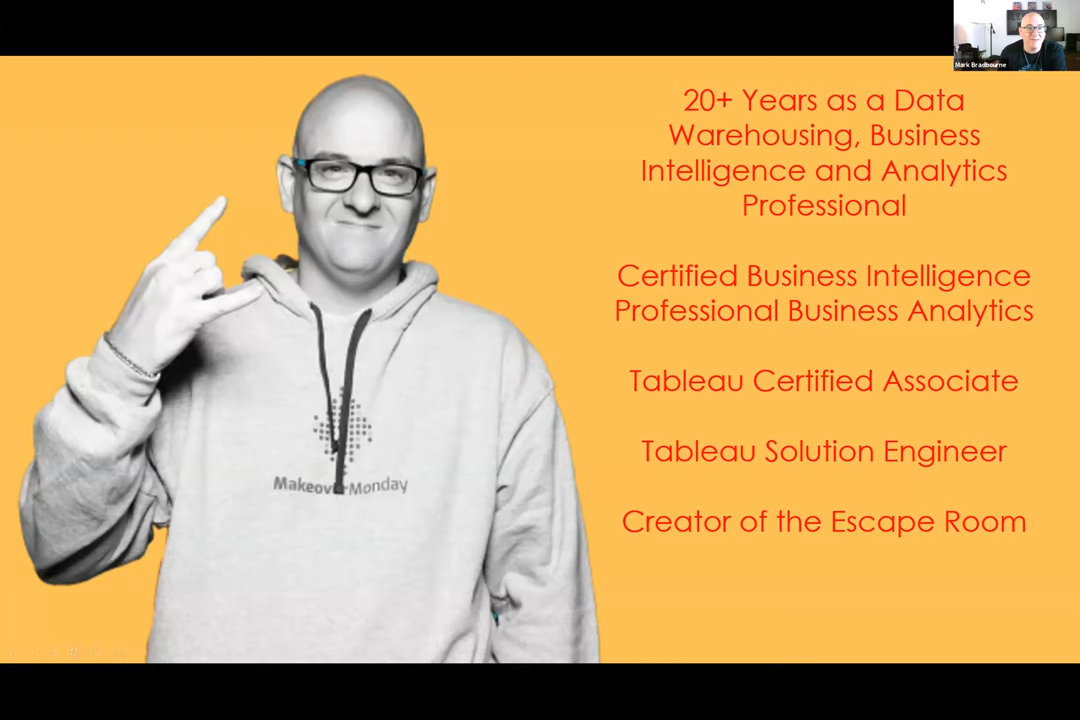 Mark Bradbourne
20+ Years as a Data
Warehousing, Business
Intelligence and Analytics
Professional
Certified Business Intelligence
Professional Business Analytics
Tableau Certified Associate
Tableau Solution Engineer
Creator of the Escape Room
MakeoverMonday